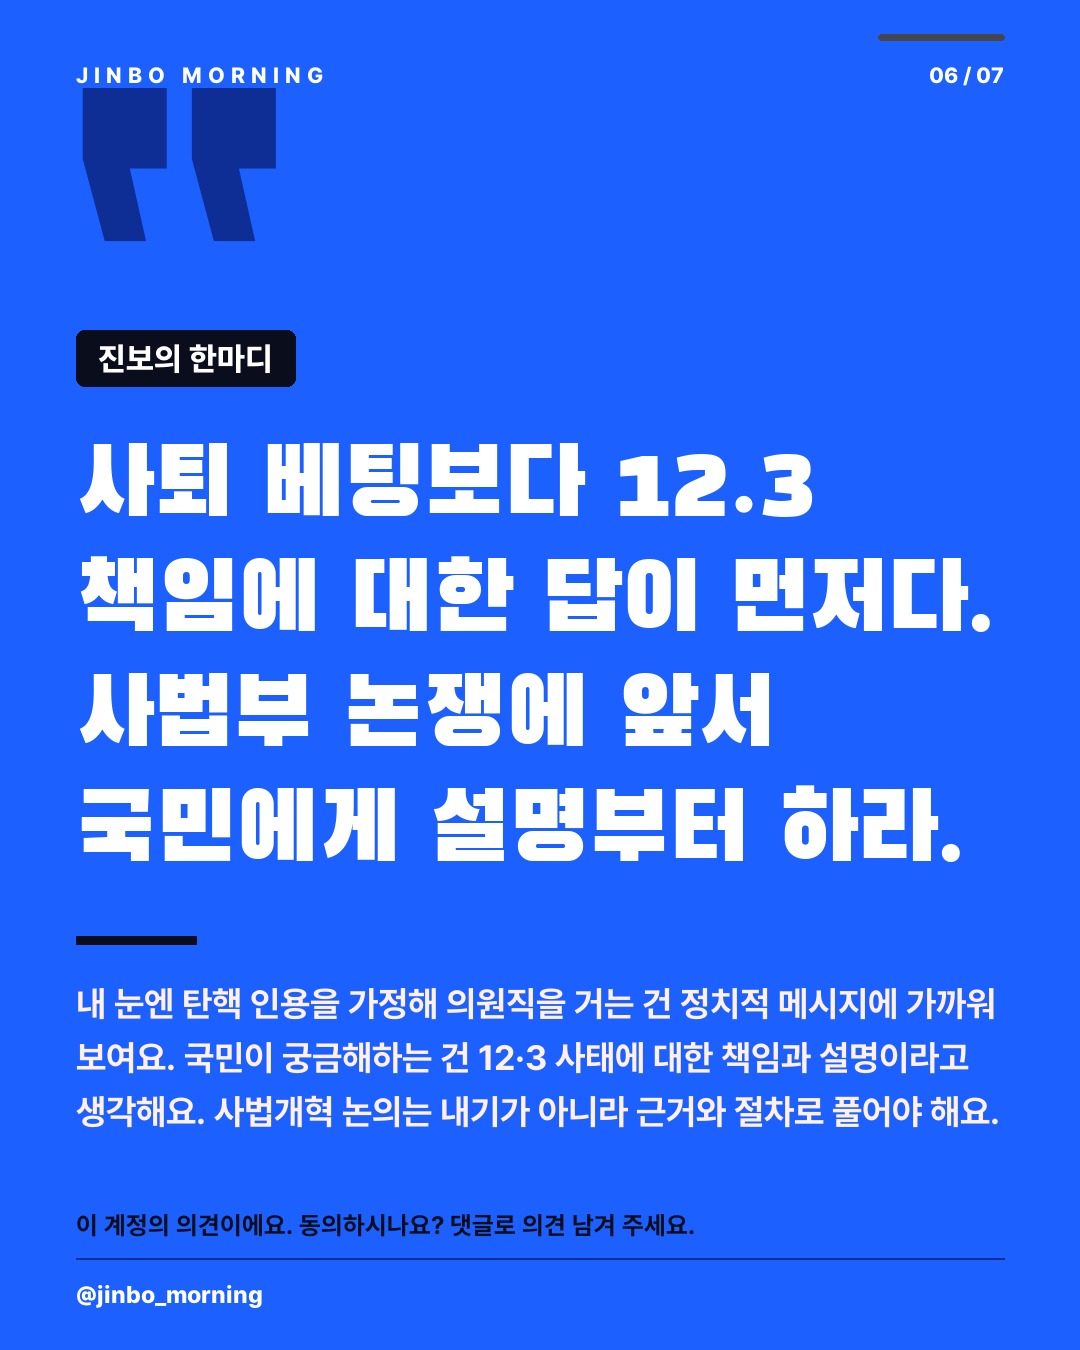 JINBO MORNING
06 / 07
진보의 한마디
사퇴 베팅보다 12.3
책임에 대한 답이 먼저다.
사법부 논쟁에 앞서
국민에게 설명부터 하라.
내 눈엔 탄핵 인용을 가정해 의원직을 거는 건 정치적 메시지에 가까워
보여요. 국민이 궁금해하는 건 12·3 사태에 대한 책임과 설명이라고
생각해요. 사법개혁 논의는 내기가 아니라 근거와 절차로 풀어야 해요.
이 계정의 의견이에요. 동의하시나요? 댓글로 의견 남겨 주세요.
@jinbo_morning